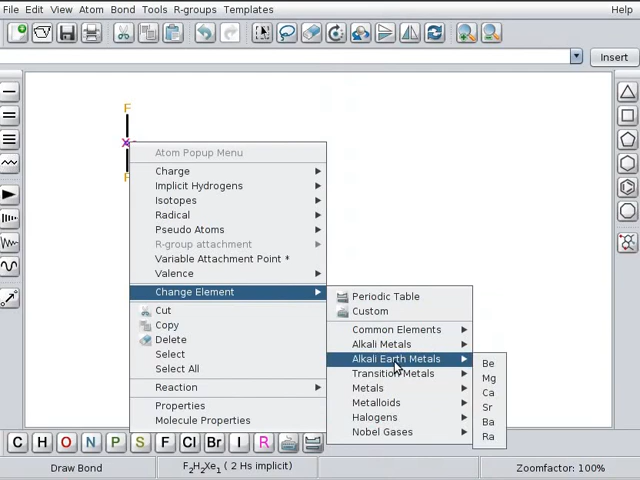 File Edit View Atom Bond Tools R-groups Templates Help
Insert
F
Atom Popup Menu
Charge
Implicit Hydrogens
Isotopes
Radical
Pseudo Atoms
R-group attachment
Variable Attachment Point *
Valence
Change Element
Cut
Copy
Delete
Select
Select All
Reaction
Properties
Molecule Properties
Periodic Table
Custom
Common Elements
Alkali Metals
Alkali Earth Metals
Transition Metals
Metals
Metalloids
Halogens
Nobel Gases
Be
Mg
Ca
Sr
Ba
Ra
C H O N P S F Cl Br I R
Draw Bond F₂H₂Xe₁ ( 2 Hs implicit) Zoomfactor: 100%